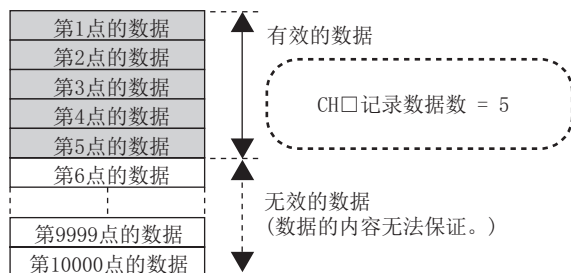 第1点的数据
第2点的数据
第3点的数据
第4点的数据
第5点的数据
第6点的数据
第9999点的数据
第10000点的数据
有效的数据
CH□记录数据数 = 5
无效的数据
(数据的内容无法保证。)